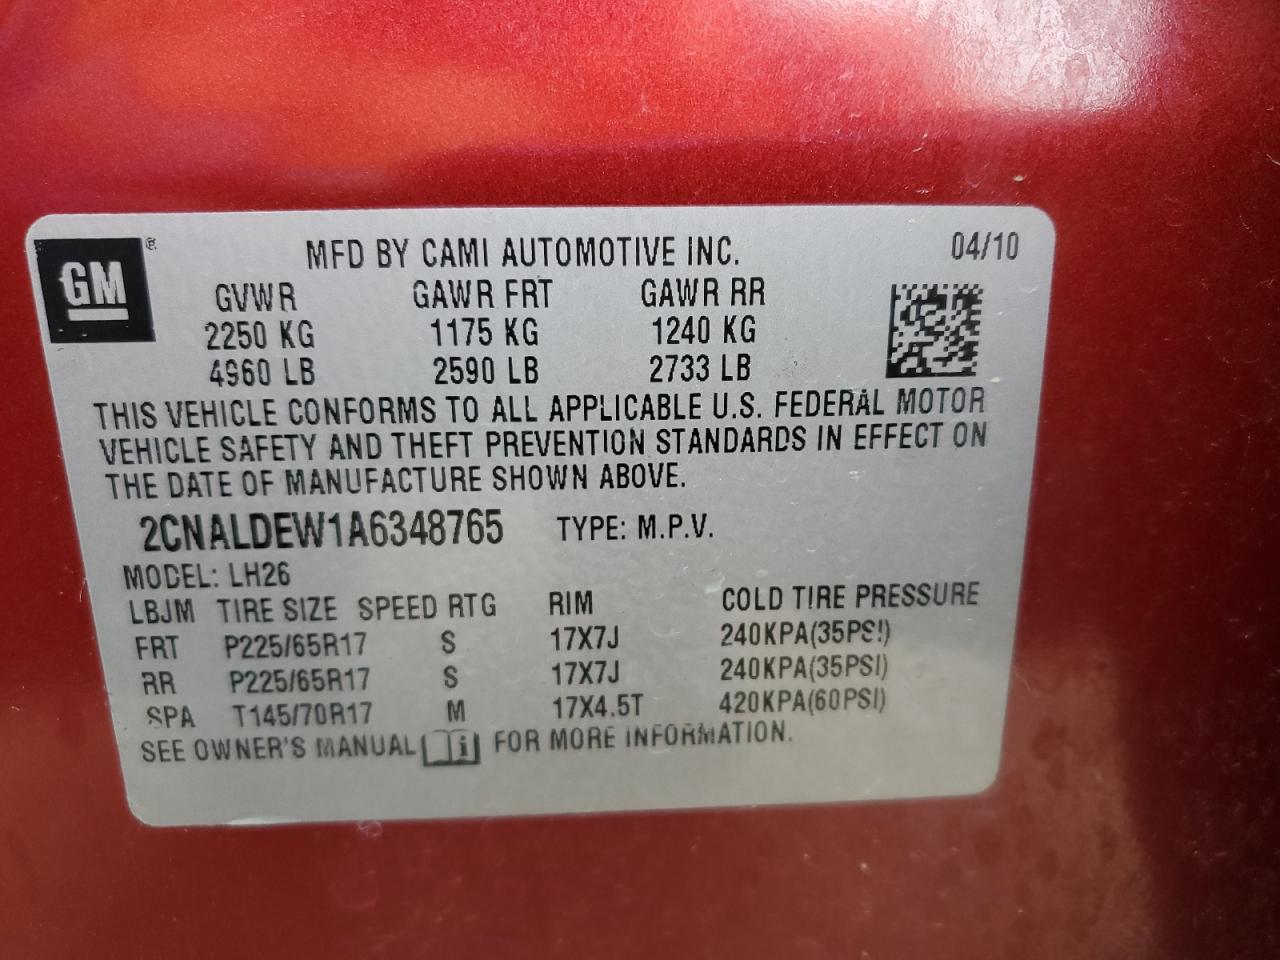 GM®
MFD BY CAMI AUTOMOTIVE INC. 04/10
GVWR GAWR FRT GAWR RR
2250 KG 1175 KG 1240 KG
4960 LB 2590 LB 2733 LB
THIS VEHICLE CONFORMS TO ALL APPLICABLE U.S. FEDERAL MOTOR
VEHICLE SAFETY AND THEFT PREVENTION STANDARDS IN EFFECT ON
THE DATE OF MANUFACTURE SHOWN ABOVE.
2CNALDEW1A6348765 TYPE: M.P.V.
MODEL: LH26
LBJM TIRE SIZE SPEED RTG RIM COLD TIRE PRESSURE
FRT P225/65R17 S 17X7J 240KPA(35PSI)
RR P225/65R17 S 17X7J 240KPA(35PSI)
SPA T145/70R17 M 17X4.5T 420KPA(60PSI)
SEE OWNER'S MANUAL i FOR MORE INFORMATION.